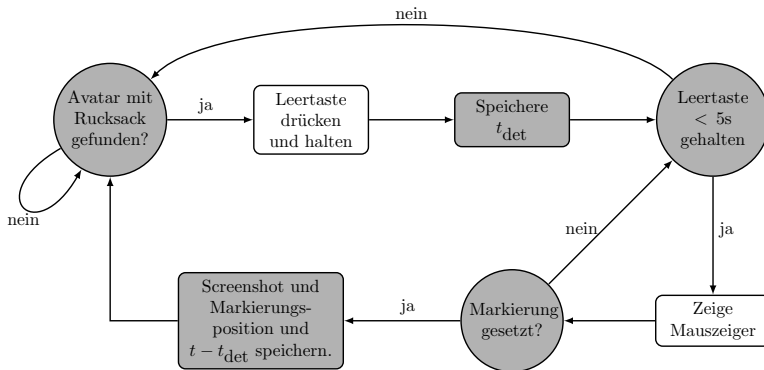 nein
Avatar mit
Rucksack
gefunden?
ja
Leertaste
drücken
und halten
Speichere
t_det
Leertaste
< 5s
gehalten
nein
nein
ja
Screenshot und
Markierungs-
position und
t − t_det speichern.
ja
Markierung
gesetzt?
Zeige
Mauszeiger